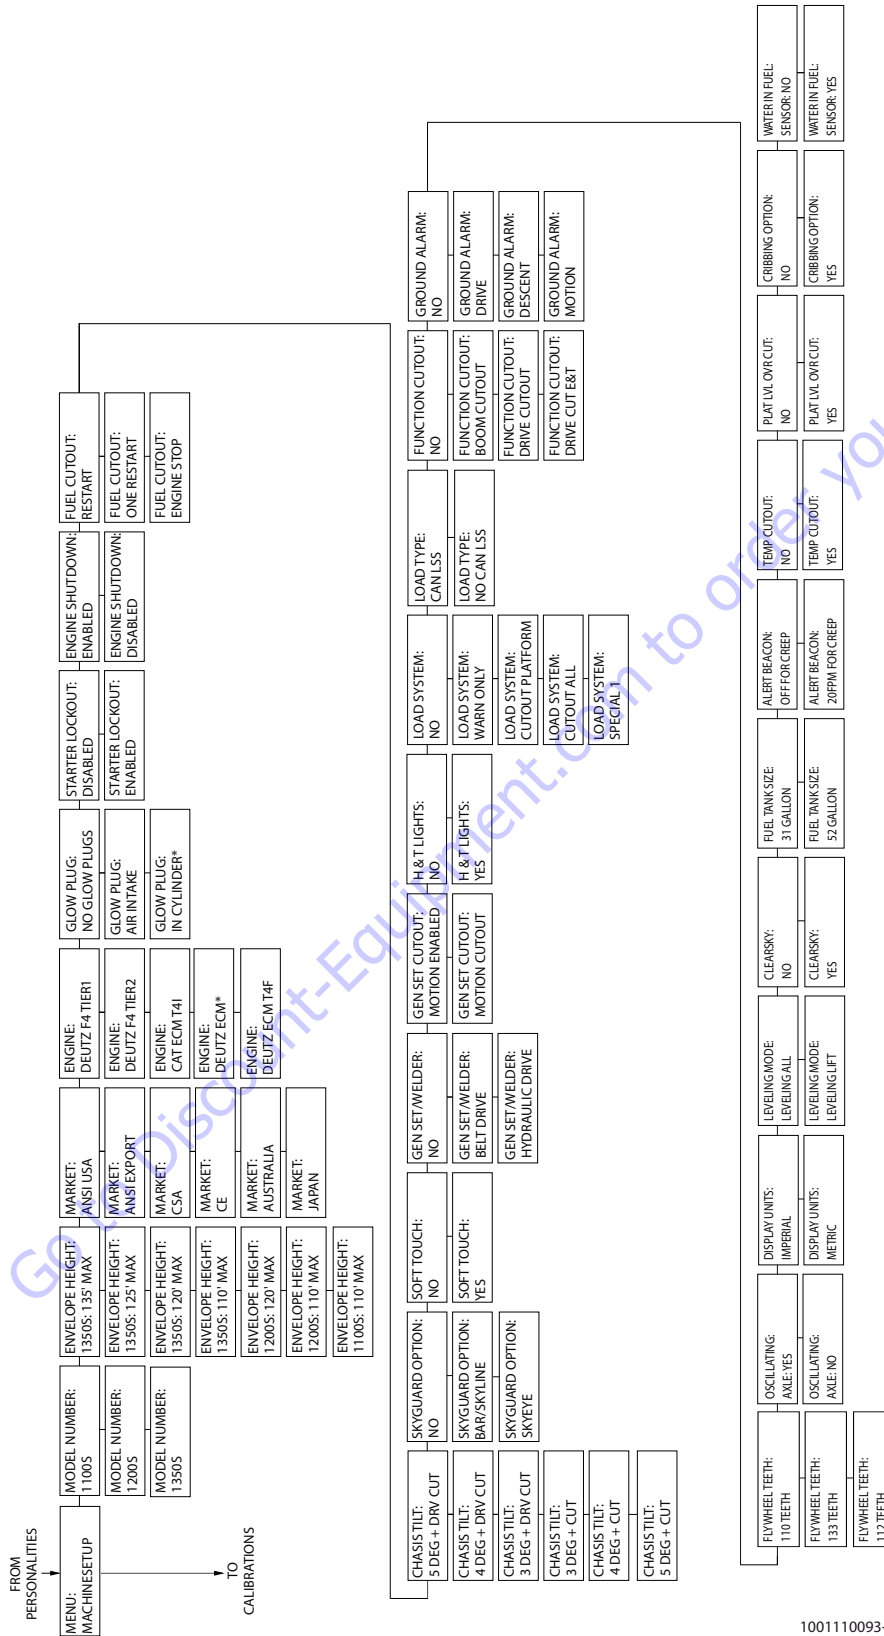 FROM
PERSONALITIES
MENU:
MACHINE SETUP
TO
CALIBRATIONS
MODEL NUMBER:
1100S
MODEL NUMBER:
1200S
MODEL NUMBER:
1350S
ENVELOPE HEIGHT:
1350S: 135' MAX
ENVELOPE HEIGHT:
1350S: 125' MAX
ENVELOPE HEIGHT:
1350S: 120' MAX
ENVELOPE HEIGHT:
1350S: 110' MAX
ENVELOPE HEIGHT:
1200S: 120' MAX
ENVELOPE HEIGHT:
1200S: 110' MAX
ENVELOPE HEIGHT:
1100S: 110' MAX
MARKET:
ANSI USA
MARKET:
ANSI EXPORT
MARKET:
CSA
MARKET:
CE
MARKET:
AUSTRALIA
MARKET:
JAPAN
ENGINE:
DEUTZ F4 TIER1
ENGINE:
DEUTZ F4 TIER2
ENGINE:
CAT ECM T4I
ENGINE:
DEUTZ ECM*
ENGINE:
DEUTZ ECM T4F
GLOW PLUG:
NO GLOW PLUGS
GLOW PLUG:
AIR INTAKE
GLOW PLUG:
IN CYLINDER*
STARTER LOCKOUT:
DISABLED
STARTER LOCKOUT:
ENABLED
ENGINE SHUTDOWN:
ENABLED
ENGINE SHUTDOWN:
DISABLED
FUEL CUTOUT:
RESTART
FUEL CUTOUT:
ONE RESTART
FUEL CUTOUT:
ENGINE STOP
CHASIS TILT:
5 DEG + DRV CUT
CHASIS TILT:
4 DEG + DRV CUT
CHASIS TILT:
3 DEG + DRV CUT
CHASIS TILT:
3 DEG + CUT
CHASIS TILT:
4 DEG + CUT
CHASIS TILT:
5 DEG + CUT
SKYGUARD OPTION:
NO
SKYGUARD OPTION:
BAR/SKYLINE
SKYGUARD OPTION:
SKYEYE
SOFT TOUCH:
NO
SOFT TOUCH:
YES
GEN SET/WELDER:
NO
GEN SET/WELDER:
BELT DRIVE
GEN SET/WELDER:
HYDRAULIC DRIVE
GEN SET CUTOUT:
MOTION ENABLED
GEN SET CUTOUT:
MOTION CUTOUT
H & T LIGHTS:
NO
H & T LIGHTS:
YES
LOAD SYSTEM:
NO
LOAD SYSTEM:
WARN ONLY
LOAD SYSTEM:
CUTOUT PLATFORM
LOAD SYSTEM:
CUTOUT ALL
LOAD SYSTEM:
SPECIAL 1
LOAD TYPE:
CAN LSS
LOAD TYPE:
NO CAN LSS
FUNCTION CUTOUT:
NO
FUNCTION CUTOUT:
BOOM CUTOUT
FUNCTION CUTOUT:
DRIVE CUTOUT
FUNCTION CUTOUT:
DRIVE CUT E&T
GROUND ALARM:
NO
GROUND ALARM:
DRIVE
GROUND ALARM:
DESCENT
GROUND ALARM:
MOTION
FLYWHEEL TEETH:
110 TEETH
FLYWHEEL TEETH:
133 TEETH
FLYWHEEL TEETH:
112 TEETH
OSCILLATING:
AXLE: YES
OSCILLATING:
AXLE: NO
DISPLAY UNITS:
IMPERIAL
DISPLAY UNITS:
METRIC
LEVELING MODE:
LEVELING ALL
LEVELING MODE:
LEVELING LIFT
CLEARSKY:
NO
CLEARSKY:
YES
FUEL TANK SIZE:
31 GALLON
FUEL TANK SIZE:
52 GALLON
ALERT BEACON:
OFF FOR CREEP
ALERT BEACON:
20FPM FOR CREEP
TEMP CUTOUT:
NO
TEMP CUTOUT:
YES
PLAT LVL OVR CUT:
NO
PLAT LVL OVR CUT:
YES
CRIBBING OPTION:
NO
CRIBBING OPTION:
YES
WATER IN FUEL:
SENSOR: NO
WATER IN FUEL:
SENSOR: YES
Go to Discount-Equipment.com to order you
1001110093-